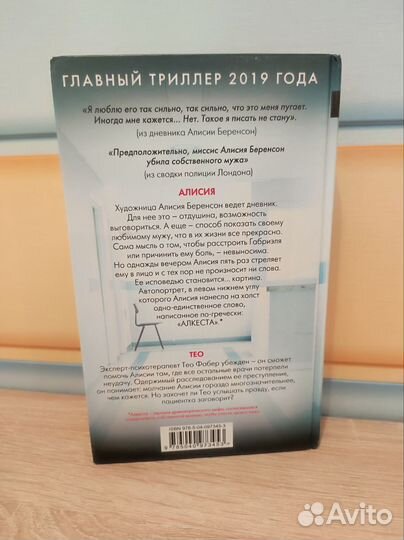 ГЛАВНЫЙ ТРИЛЛЕР 2019 ГОДА
«Я люблю его так сильно, так сильно, что это меня пугает.
Иногда мне кажется... Нет. Такое я писать не стану».
(из дневника Алисии Беренсон)
«Предположительно, миссис Алисия Беренсон
убила собственного мужа»
(из сводки полиции Лондона)
АЛИСИЯ
Художница Алисия Беренсон ведет дневник.
Для нее это – отдушина, возможность
выговориться. А еще – способ показать своему
любимому мужу, что в их жизни все прекрасно.
Сама мысль о том, чтобы расстроить Габриэля
или причинить ему боль, – невыносима.
Но однажды вечером Алисия пять раз стреляет
ему в лицо и с тех пор не произносит ни слова.
Ее исповедью становится... картина.
Автопортрет, в левом нижнем углу
которого Алисия нанесла на холст
одно-единственное слово,
написанное по-гречески:
«АЛКЕСТА».*
ТЕО
Эксперт-психотерапевт Тео Фабер убежден – он сможет
помочь Алисии там, где все остальные врачи потерпели
неудачу. Одержимый расследованием ее преступления,
он понимает: молчание Алисии гораздо многозначительнее,
чем кажется. Но захочет ли Тео услышать правду, если
пациентка заговорит?
ISBN 978-5-04-097345-3
9 785040 973453 >
Avito